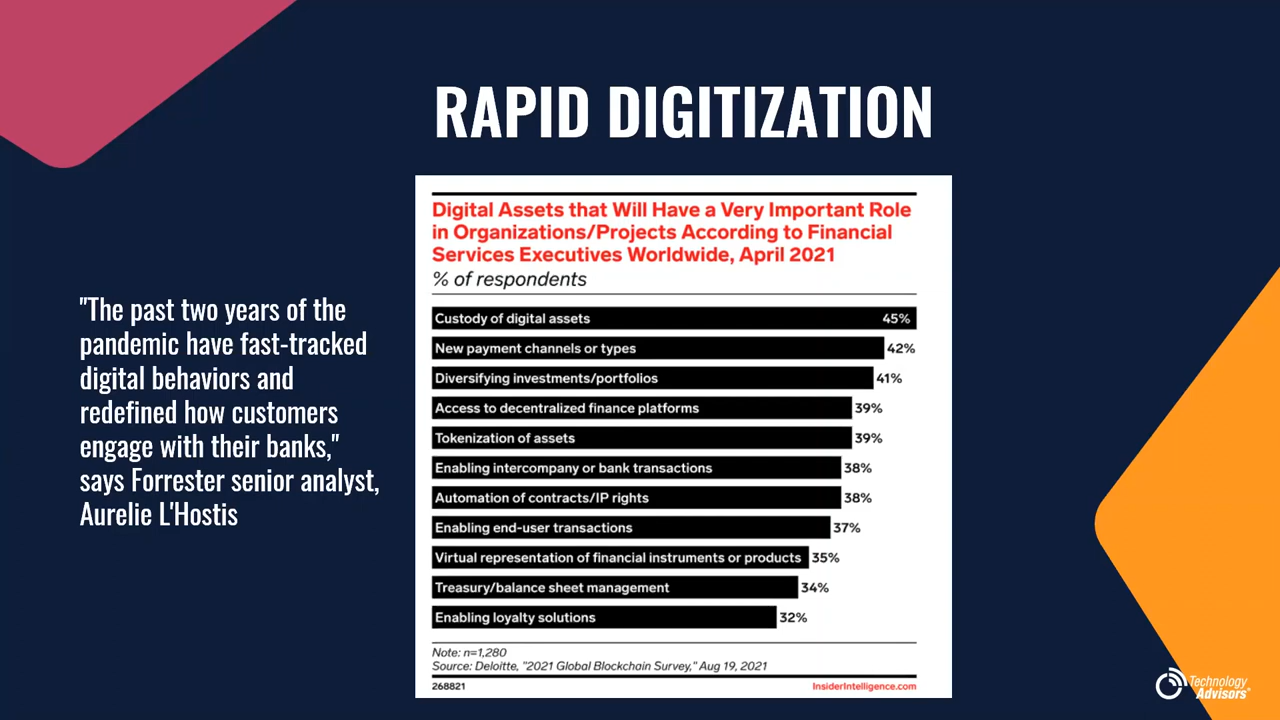 RAPID DIGITIZATION
"The past two years of the
pandemic have fast-tracked
digital behaviors and
redefined how customers
engage with their banks,"
says Forrester senior analyst,
Aurelie L'Hostis
Digital Assets that Will Have a Very Important Role
in Organizations/Projects According to Financial
Services Executives Worldwide, April 2021
% of respondents
Custody of digital assets 45%
New payment channels or types 42%
Diversifying investments/portfolios 41%
Access to decentralized finance platforms 39%
Tokenization of assets 39%
Enabling intercompany or bank transactions 38%
Automation of contracts/IP rights 38%
Enabling end-user transactions 37%
Virtual representation of financial instruments or products 35%
Treasury/balance sheet management 34%
Enabling loyalty solutions 32%
Note: n=1,280
Source: Deloitte, "2021 Global Blockchain Survey," Aug 19, 2021
268821 InsiderIntelligence.com
Technology
Advisors®